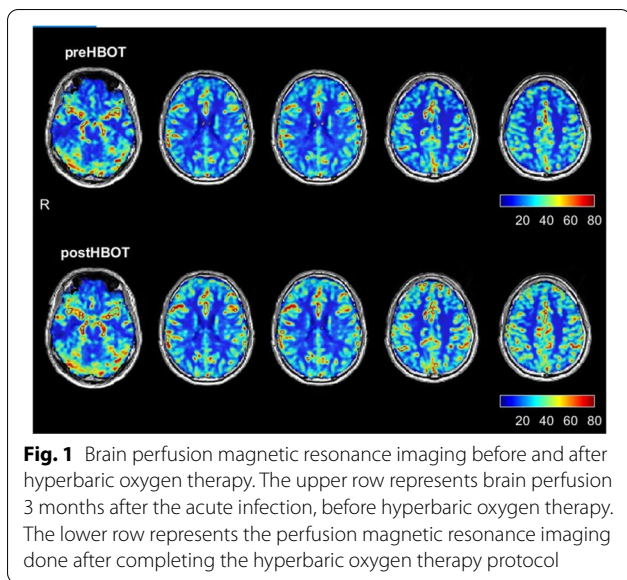 preHBOT
R
20 40 60 80
postHBOT
20 40 60 80
Fig. 1 Brain perfusion magnetic resonance imaging before and after
hyperbaric oxygen therapy. The upper row represents brain perfusion
3 months after the acute infection, before hyperbaric oxygen therapy.
The lower row represents the perfusion magnetic resonance imaging
done after completing the hyperbaric oxygen therapy protocol